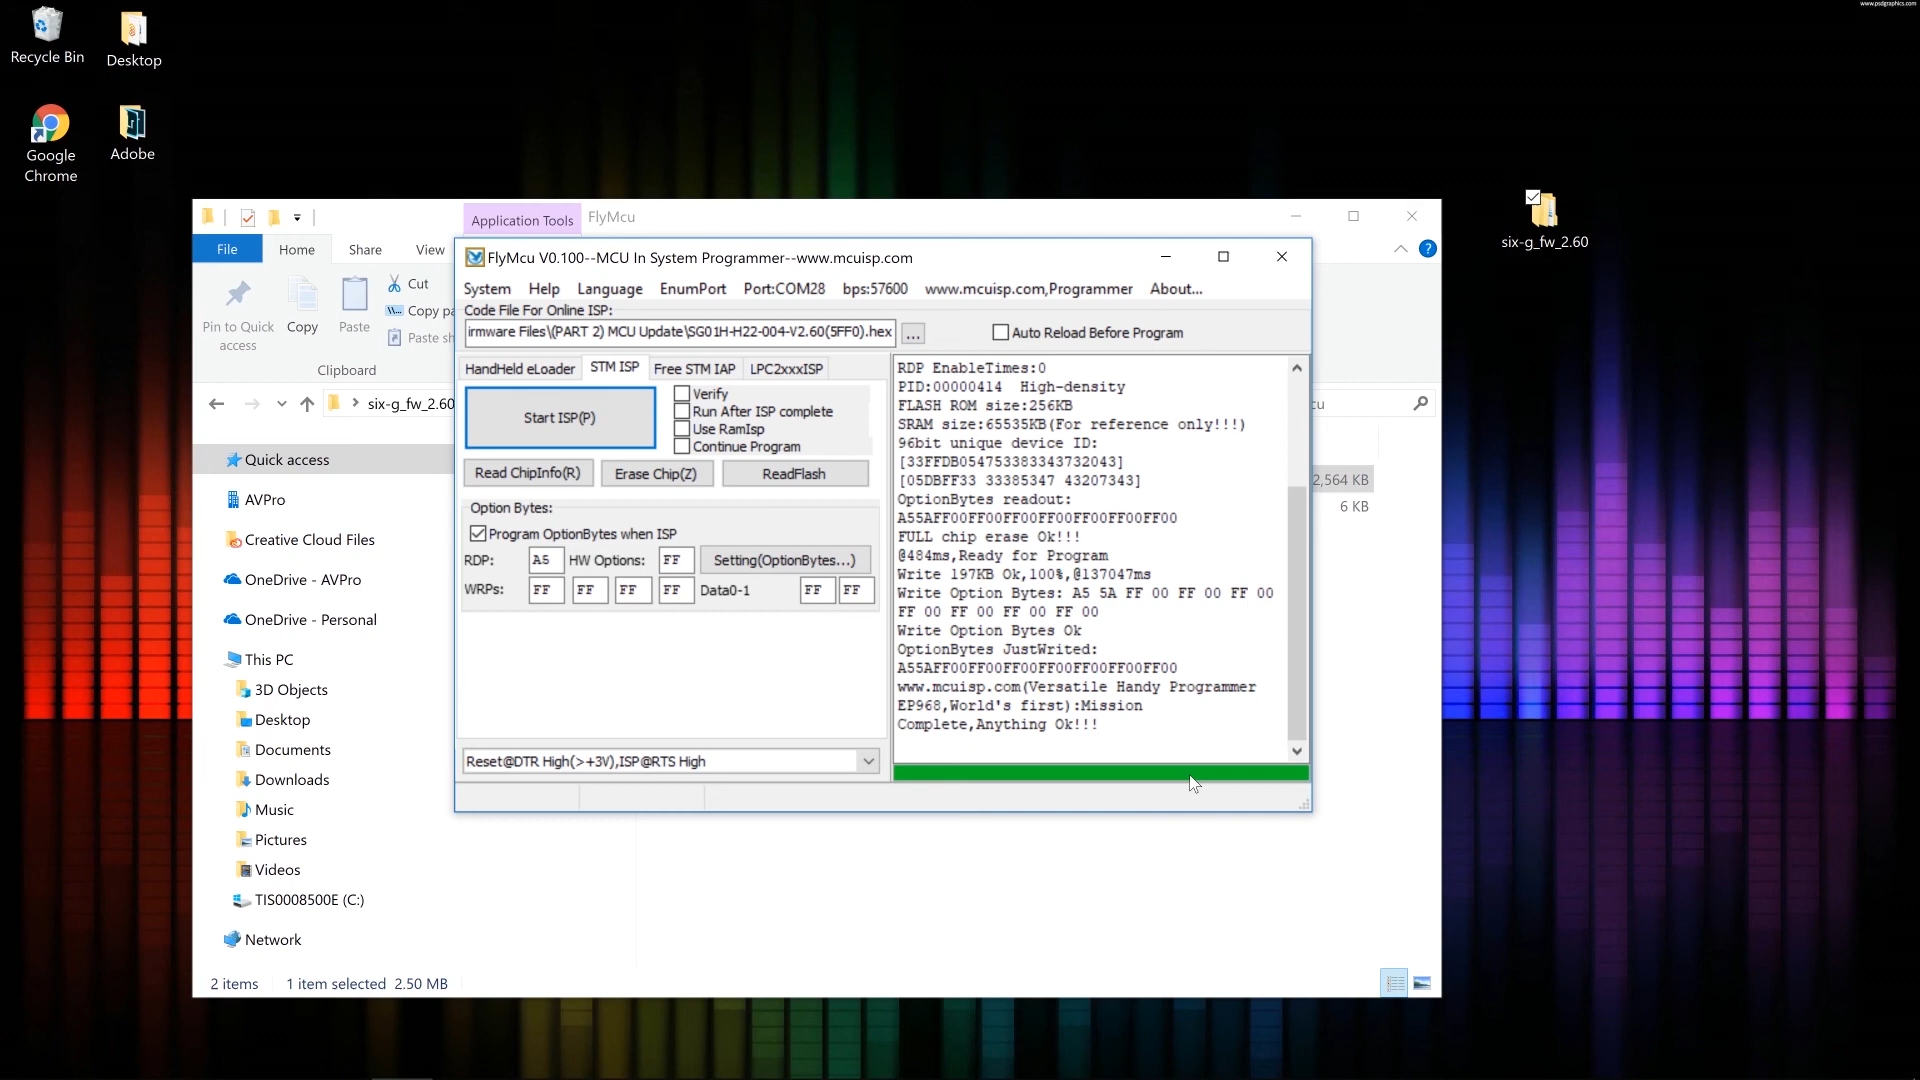 www.psdgraphics.com
Recycle Bin
Desktop
Google
Chrome
Adobe
six-g_fw_2.60
Application Tools
FlyMcu
File
Home
Share
View
?
Pin to Quick
access
Copy
Paste
Cut
Copy pa
Paste sh
Clipboard
six-g_fw_2.60
cu
Quick access
AVPro
Creative Cloud Files
OneDrive - AVPro
OneDrive - Personal
This PC
3D Objects
Desktop
Documents
Downloads
Music
Pictures
Videos
TIS0008500E (C:)
Network
2,564 KB
6 KB
2 items
1 item selected 2.50 MB
FlyMcu V0.100--MCU In System Programmer--www.mcuisp.com
System Help Language EnumPort Port:COM28 bps:57600 www.mcuisp.com,Programmer About...
Code File For Online ISP:
irmware Files\(PART 2) MCU Update\SG01H-H22-004-V2.60(5FF0).hex
...
Auto Reload Before Program
HandHeld eLoader STM ISP Free STM IAP LPC2xxxISP
Start ISP(P)
Verify
Run After ISP complete
Use RamIsp
Continue Program
Read ChipInfo(R)
Erase Chip(Z)
ReadFlash
Option Bytes:
Program OptionBytes when ISP
RDP: A5 HW Options: FF Setting(OptionBytes...)
WRPs: FF FF FF FF Data0-1 FF FF
Reset@DTR High(>+3V),ISP@RTS High
RDP EnableTimes:0
PID:00000414 High-density
FLASH ROM size:256KB
SRAM size:65535KB(For reference only!!!)
96bit unique device ID:
[33FFDB054753383343732043]
[05DBFF33 33385347 43207343]
OptionBytes readout:
A55AFF00FF00FF00FF00FF00FF00FF00
FULL chip erase Ok!!!
@484ms,Ready for Program
Write 197KB Ok,100%,@137047ms
Write Option Bytes: A5 5A FF 00 FF 00 FF 00
FF 00 FF 00 FF 00 FF 00
Write Option Bytes Ok
OptionBytes JustWrited:
A55AFF00FF00FF00FF00FF00FF00FF00
www.mcuisp.com(Versatile Handy Programmer
EP968,World's first):Mission
Complete,Anything Ok!!!